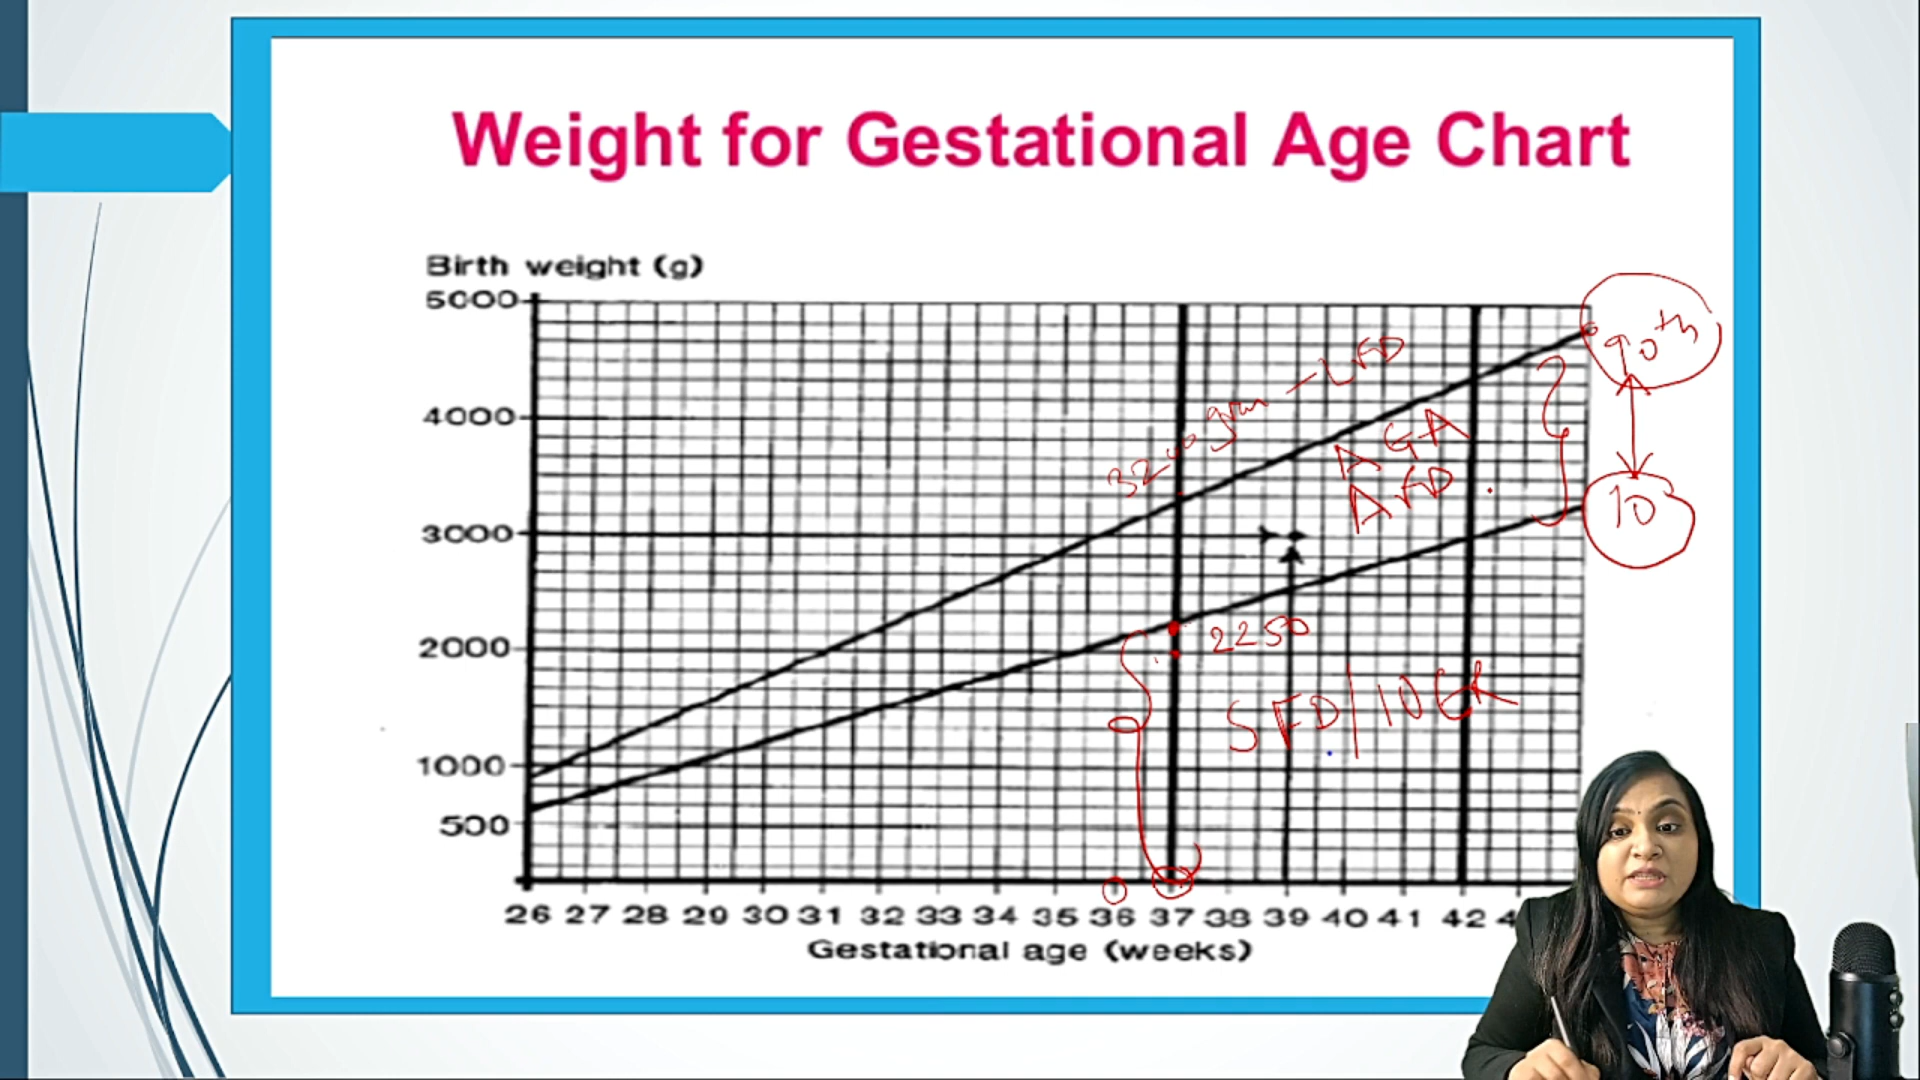 Weight for Gestational Age Chart
Birth weight (g)
5000
4000
3000
2000
1000
500
90th
10
3200 gm - LFD
AGA
AFD
2250
SFD/IUGR
26 27 28 29 30 31 32 33 34 35 36 37 38 39 40 41 42 4
Gestational age (weeks)